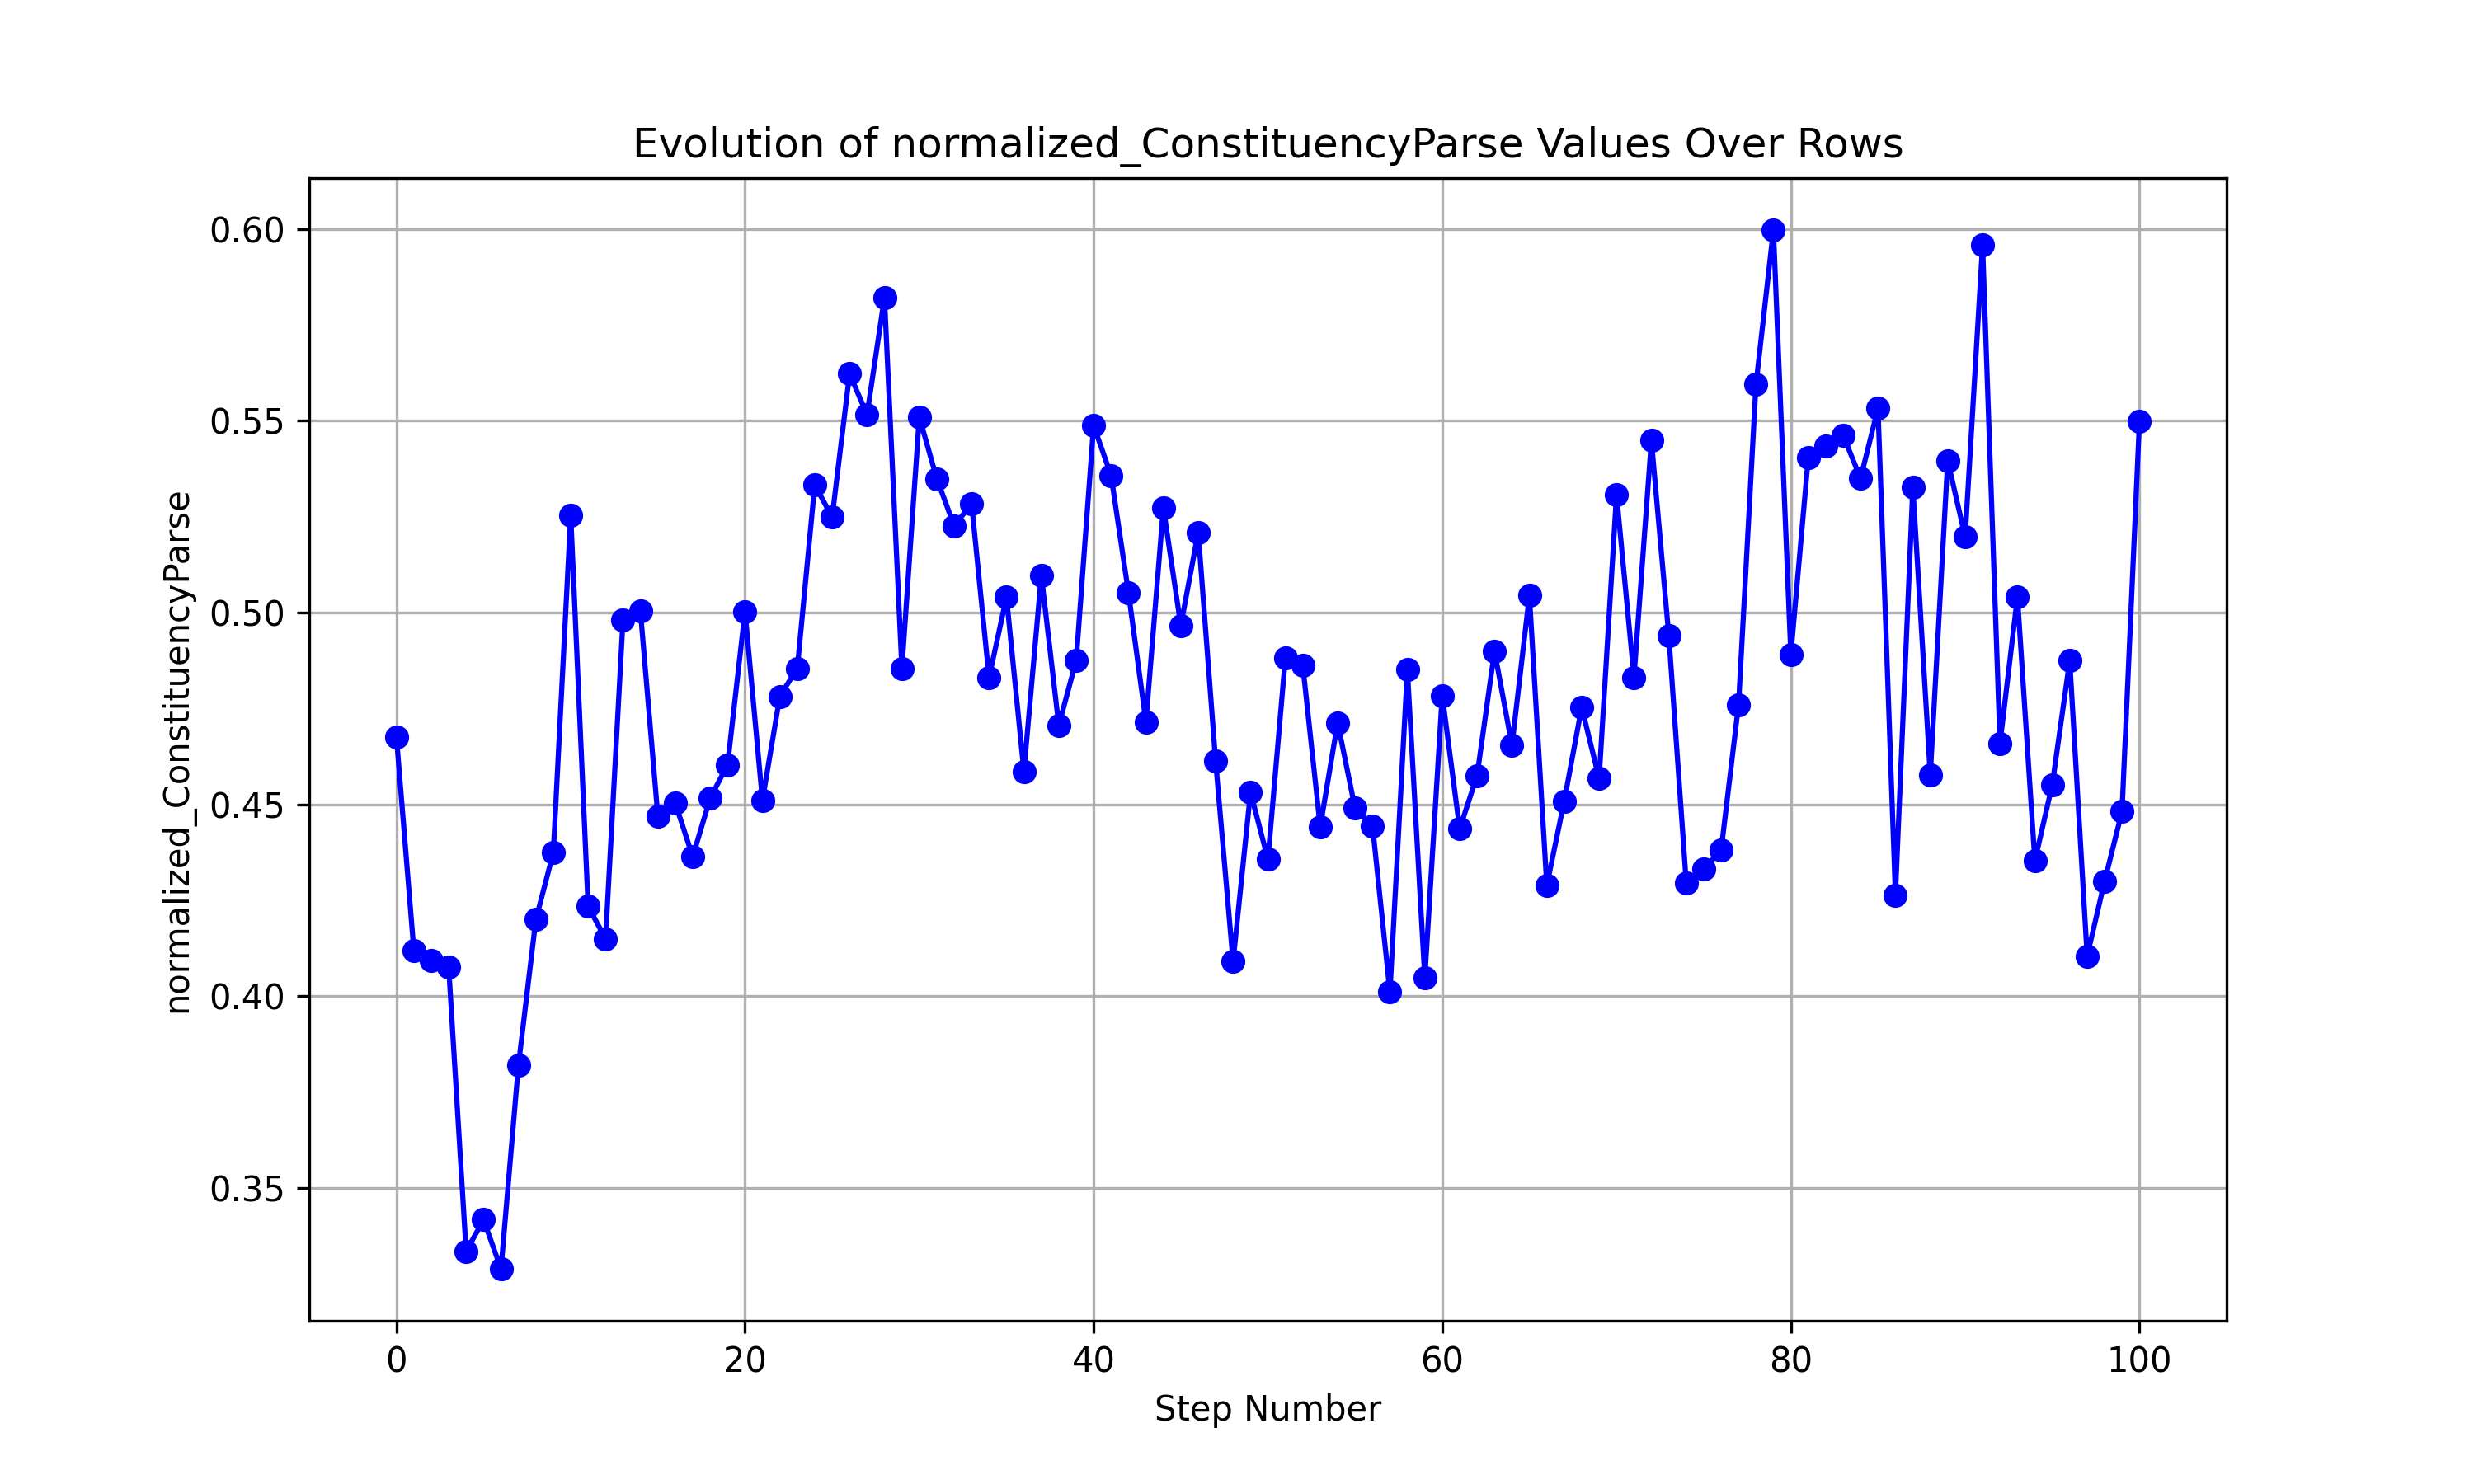 Evolution of normalized_ConstituencyParse Values Over Rows
normalized_ConstituencyParse
0.60
0.55
0.50
0.45
0.40
0.35
0 20 40 60 80 100
Step Number